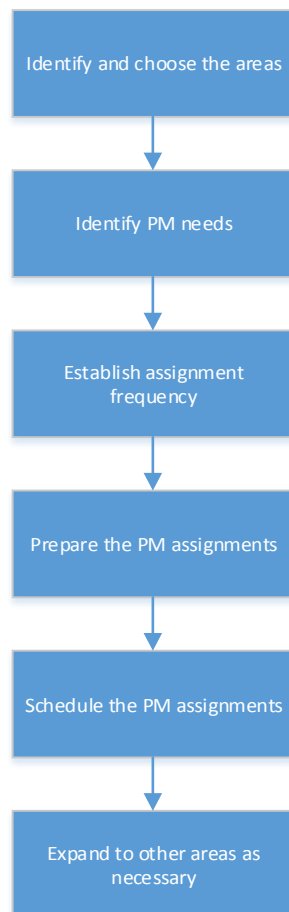 Identify and choose the areas
Identify PM needs
Establish assignment
frequency
Prepare the PM assignments
Schedule the PM assignments
Expand to other areas as
necessary